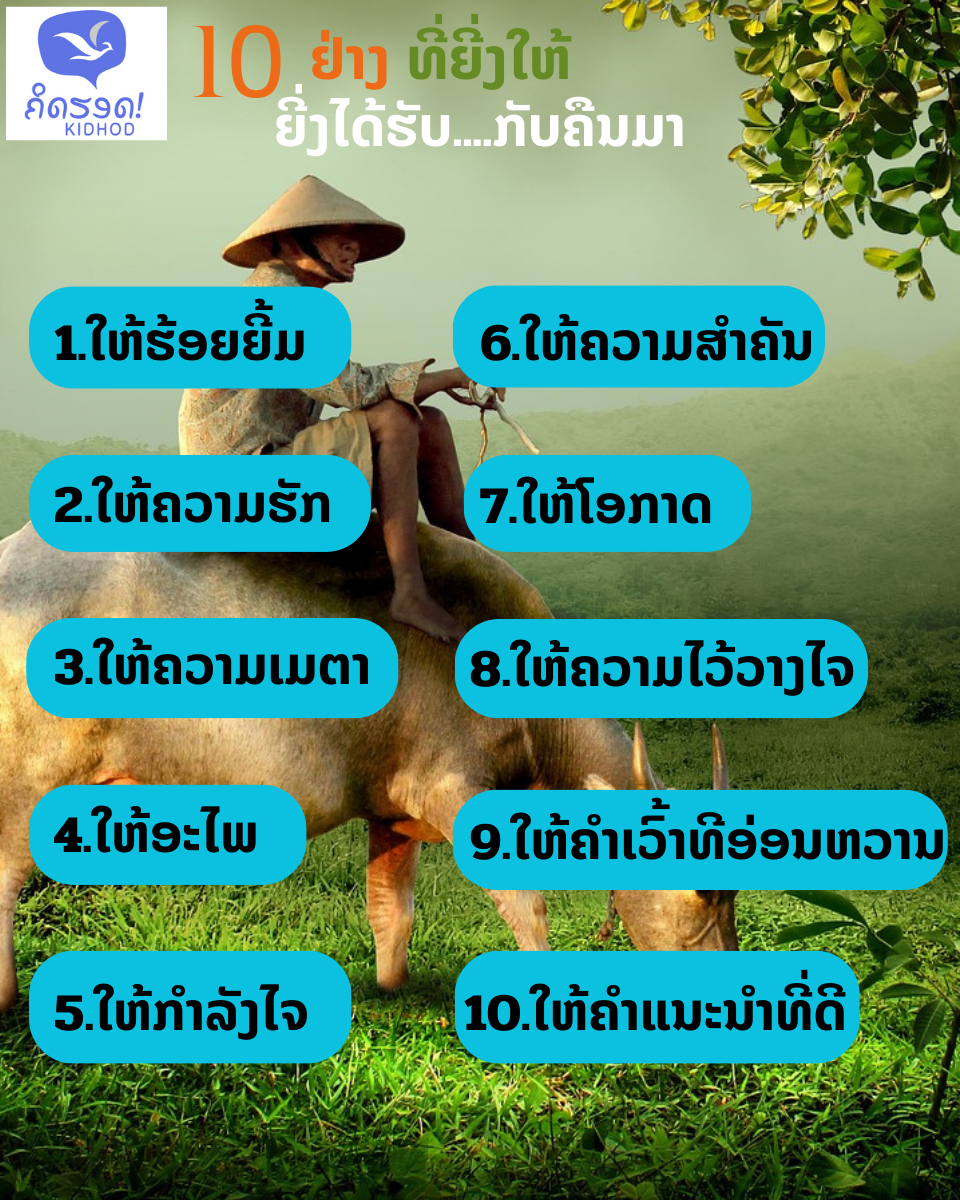 ຄິດຮອດ!
KIDHOD
10 ຢ່າງ ທີ່ຍີ່ງໃຫ້
ຍີ່ງໄດ້ຮັບ....ກັບຄືນມາ
1.ໃຫ້ຮ້ອຍຍີ້ມ
2.ໃຫ້ຄວາມຮັກ
3.ໃຫ້ຄວາມເມຕາ
4.ໃຫ້ອະໄພ
5.ໃຫ້ກຳລັງໃຈ
6.ໃຫ້ຄວາມສຳຄັນ
7.ໃຫ້ໂອກາດ
8.ໃຫ້ຄວາມໄວ້ວາງໃຈ
9.ໃຫ້ຄຳເວົ້າທີອ່ອນຫວານ
10.ໃຫ້ຄຳແນະນຳທີ່ດີ